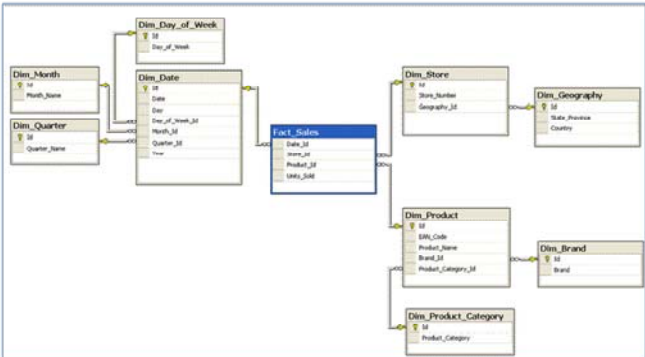 Dim_Day_of_Week
Id
Day_of_Week
Dim_Month
Id
Month_Name
Dim_Quarter
Id
Quarter_Name
Dim_Date
Id
Date
Day
Day_of_Week_Id
Month_Id
Quarter_Id
Year
Fact_Sales
Date_Id
Store_Id
Product_Id
Units_Sold
Dim_Store
Id
Store_Number
Geography_Id
Dim_Geography
Id
State_Province
Country
Dim_Product
Id
EAN_Code
Product_Name
Brand_Id
Product_Category_Id
Dim_Brand
Id
Brand
Dim_Product_Category
Id
Product_Category